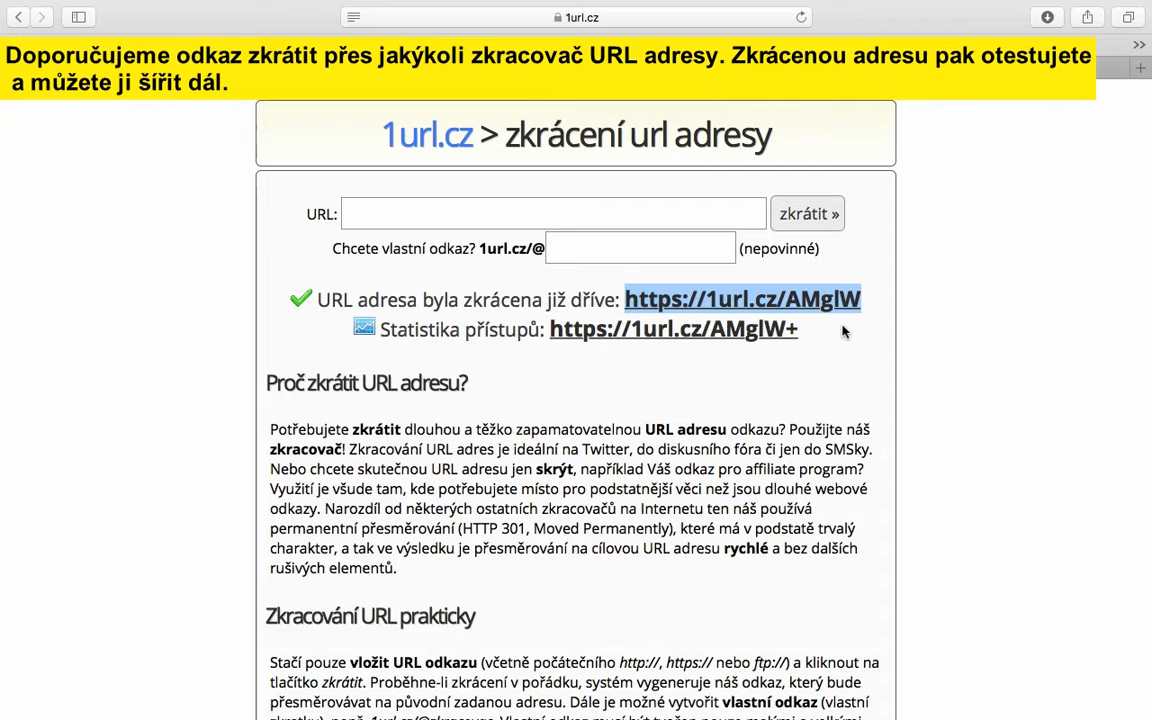 1url.cz
Doporučujeme odkaz zkrátit přes jakýkoli zkracovač URL adresy. Zkrácenou adresu pak otestujete
a můžete ji šířit dál.
1url.cz > zkrácení url adresy
URL: zkrátit »
Chcete vlastní odkaz? 1url.cz/@ (nepovinné)
URL adresa byla zkrácena již dříve: https://1url.cz/AMglW
Statistika přístupů: https://1url.cz/AMglW+
Proč zkrátit URL adresu?
Potřebujete zkrátit dlouhou a těžko zapamatovatelnou URL adresu odkazu? Použijte náš
zkracovač! Zkracování URL adres je ideální na Twitter, do diskusního fóra či jen do SMSky.
Nebo chcete skutečnou URL adresu jen skrýt, například Váš odkaz pro affiliate program?
Využití je všude tam, kde potřebujete místo pro podstatnější věci než jsou dlouhé webové
odkazy. Narozdíl od některých ostatních zkracovačů na Internetu ten náš používá
permanentní přesměrování (HTTP 301, Moved Permanently), které má v podstatě trvalý
charakter, a tak ve výsledku je přesměrování na cílovou URL adresu rychlé a bez dalších
rušivých elementů.
Zkracování URL prakticky
Stačí pouze vložit URL odkazu (včetně počátečního http://, https:// nebo ftp://) a kliknout na
tlačítko zkrátit. Proběhne-li zkrácení v pořádku, systém vygeneruje náš odkaz, který bude
přesměrovávat na původní zadanou adresu. Dále je možné vytvořit vlastní odkaz (vlastní